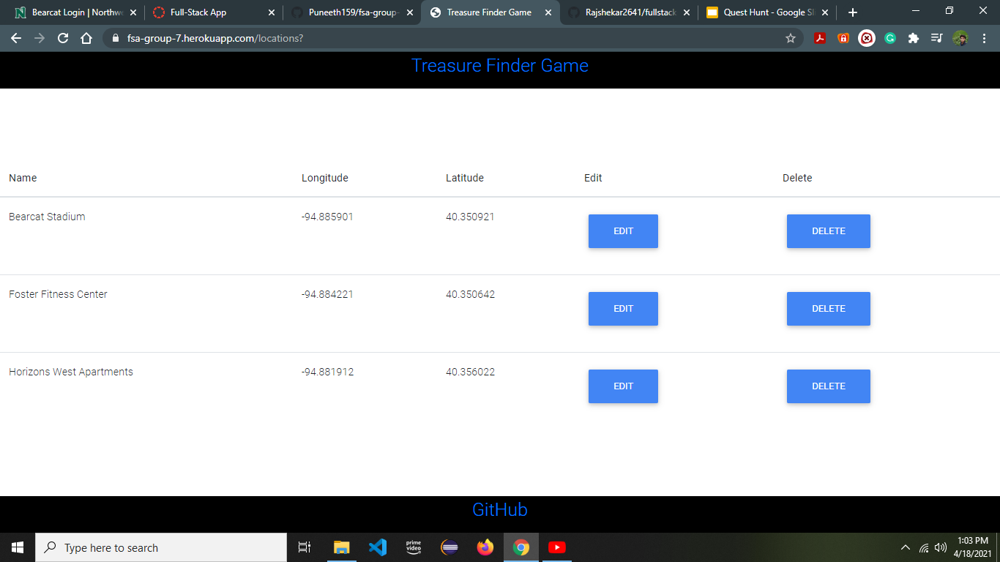 Bearcat Login | Northwe
Full-Stack App
Puneeth159/fsa-group-
Treasure Finder Game
Rajshekar2641/fullstack
Quest Hunt - Google Sl
fsa-group-7.herokuapp.com/locations?
Treasure Finder Game
Name Longitude Latitude Edit Delete
Bearcat Stadium -94.885901 40.350921 EDIT DELETE
Foster Fitness Center -94.884221 40.350642 EDIT DELETE
Horizons West Apartments -94.881912 40.356022 EDIT DELETE
GitHub
Type here to search
prime
video
1:03 PM
4/18/2021